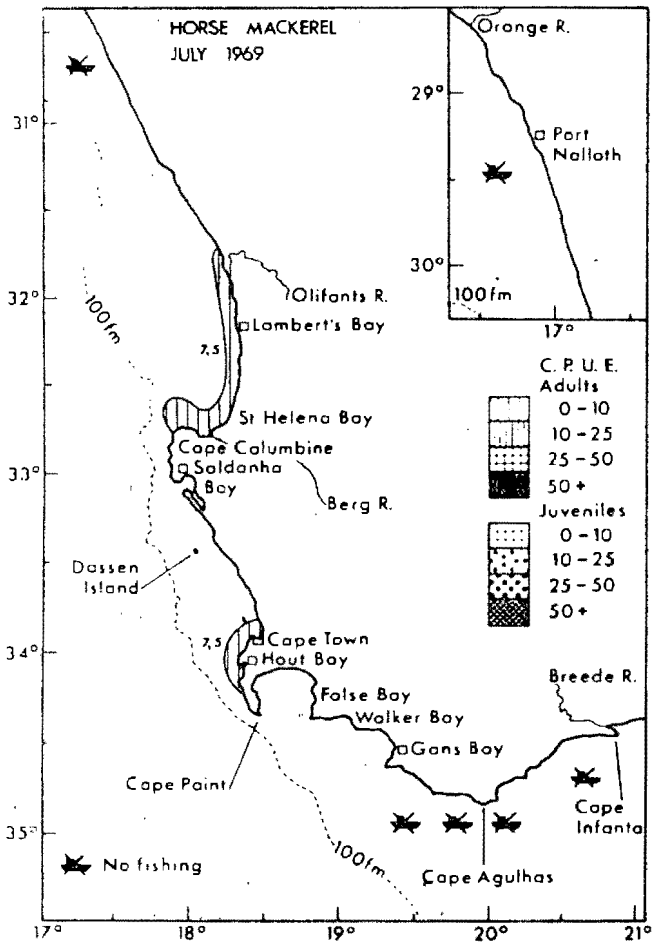 HORSE MACKEREL
JULY 1969
Orange R.
29°
Port
Nalloth
30°
100fm
17°
31°
32°
33°
34°
35°
Olifants R.
100fm
Lambert's Bay
7,5
St Helena Bay
Cape Columbine
Saldanha
Bay
Berg R.
Dassen
Island
7,5
Cape Town
Hout Bay
False Bay
Walker Bay
Gans Bay
Breede R.
Cape Point
Cape
Infanta
Cape Agulhas
100fm
No fishing
C. P. U. E.
Adults
0-10
10-25
25-50
50+
Juveniles
0-10
10-25
25-50
50+
17° 18° 19° 20° 21°